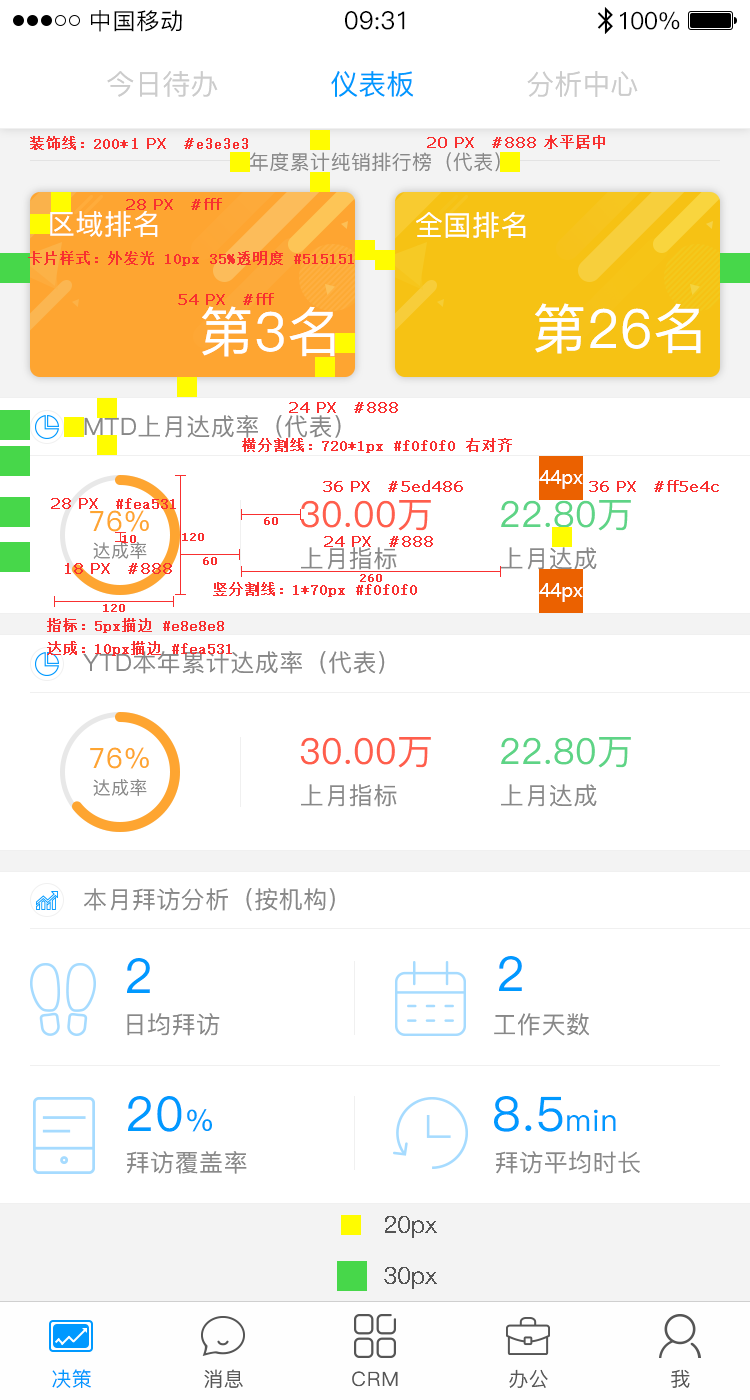 中国移动 09:31 100%
今日待办 仪表板 分析中心
装饰线：200*1 PX #e3e3e3 20 PX #888 水平居中
年度累计纯销排行榜（代表）
28 PX #fff
区域排名 全国排名
卡片样式：外发光 10px 35%透明度 #515151
54 PX #fff
第3名 第26名
24 PX #888
MTD上月达成率（代表）
横分割线：720*1px #f0f0f0 右对齐
44px
36 PX #5ed486 36 PX #ff5e4c
28 PX #fea531
76% 30.00万 22.80万
60
10 120
24 PX #888
达成率 上月指标 上月达成
60
18 PX #888
260
竖分割线：1*70px #f0f0f0 44px
120
指标：5px描边 #e8e8e8
达成：10px描边 #fea531
YTD本年累计达成率（代表）
76% 30.00万 22.80万
达成率 上月指标 上月达成
本月拜访分析（按机构）
2 2
日均拜访 工作天数
20% 8.5min
拜访覆盖率 拜访平均时长
20px
30px
决策 消息 CRM 办公 我